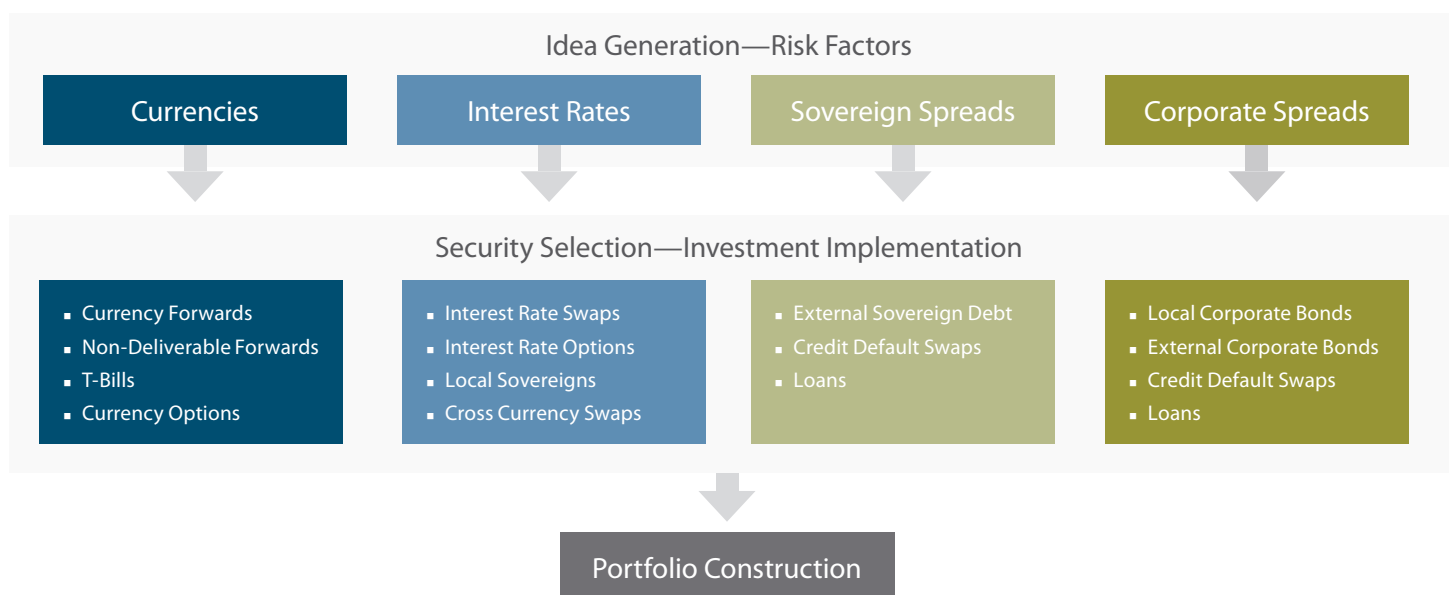 Idea Generation—Risk Factors
Currencies
Interest Rates
Sovereign Spreads
Corporate Spreads
Security Selection—Investment Implementation
▪ Currency Forwards
▪ Non-Deliverable Forwards
▪ T-Bills
▪ Currency Options
▪ Interest Rate Swaps
▪ Interest Rate Options
▪ Local Sovereigns
▪ Cross Currency Swaps
▪ External Sovereign Debt
▪ Credit Default Swaps
▪ Loans
▪ Local Corporate Bonds
▪ External Corporate Bonds
▪ Credit Default Swaps
▪ Loans
Portfolio Construction